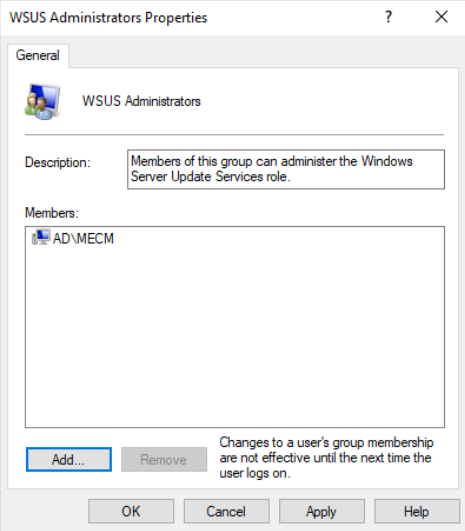 WSUS Administrators Properties
?
General
WSUS Administrators
Description:
Members of this group can administer the Windows
Server Update Services role.
Members:
AD\MECM
Add...
Remove
Changes to a user's group membership
are not effective until the next time the
user logs on.
OK
Cancel
Apply
Help